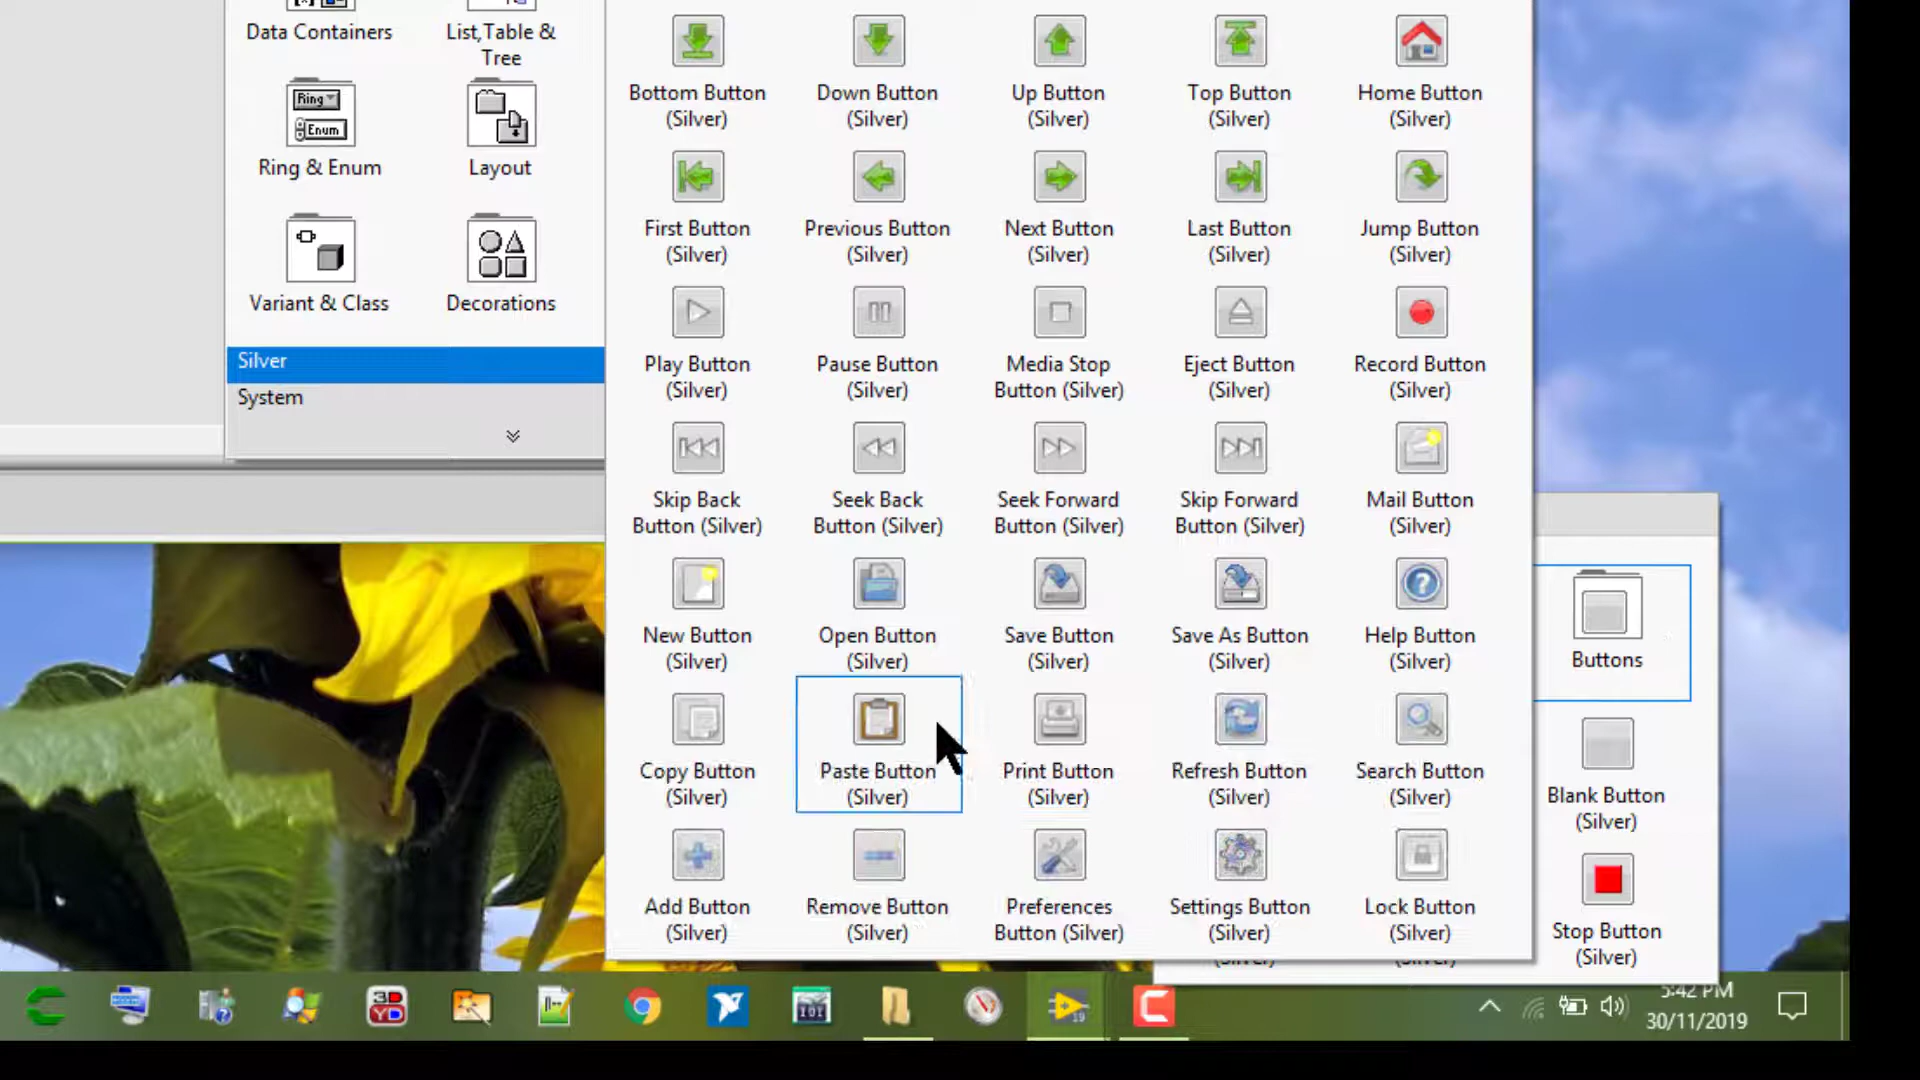 Data Containers
List,Table &
Tree
Ring
Enum
Ring & Enum
Layout
Variant & Class
Decorations
Silver
System
Bottom Button
(Silver)
Down Button
(Silver)
Up Button
(Silver)
Top Button
(Silver)
Home Button
(Silver)
First Button
(Silver)
Previous Button
(Silver)
Next Button
(Silver)
Last Button
(Silver)
Jump Button
(Silver)
Play Button
(Silver)
Pause Button
(Silver)
Media Stop
Button (Silver)
Eject Button
(Silver)
Record Button
(Silver)
Skip Back
Button (Silver)
Seek Back
Button (Silver)
Seek Forward
Button (Silver)
Skip Forward
Button (Silver)
Mail Button
(Silver)
New Button
(Silver)
Open Button
(Silver)
Save Button
(Silver)
Save As Button
(Silver)
Help Button
(Silver)
Copy Button
(Silver)
Paste Button
(Silver)
Print Button
(Silver)
Refresh Button
(Silver)
Search Button
(Silver)
Add Button
(Silver)
Remove Button
(Silver)
Preferences
Button (Silver)
Settings Button
(Silver)
Lock Button
(Silver)
Buttons
Blank Button
(Silver)
Stop Button
(Silver)
(Silver)
(Silver)
3D
YD
19
5:42 PM
30/11/2019